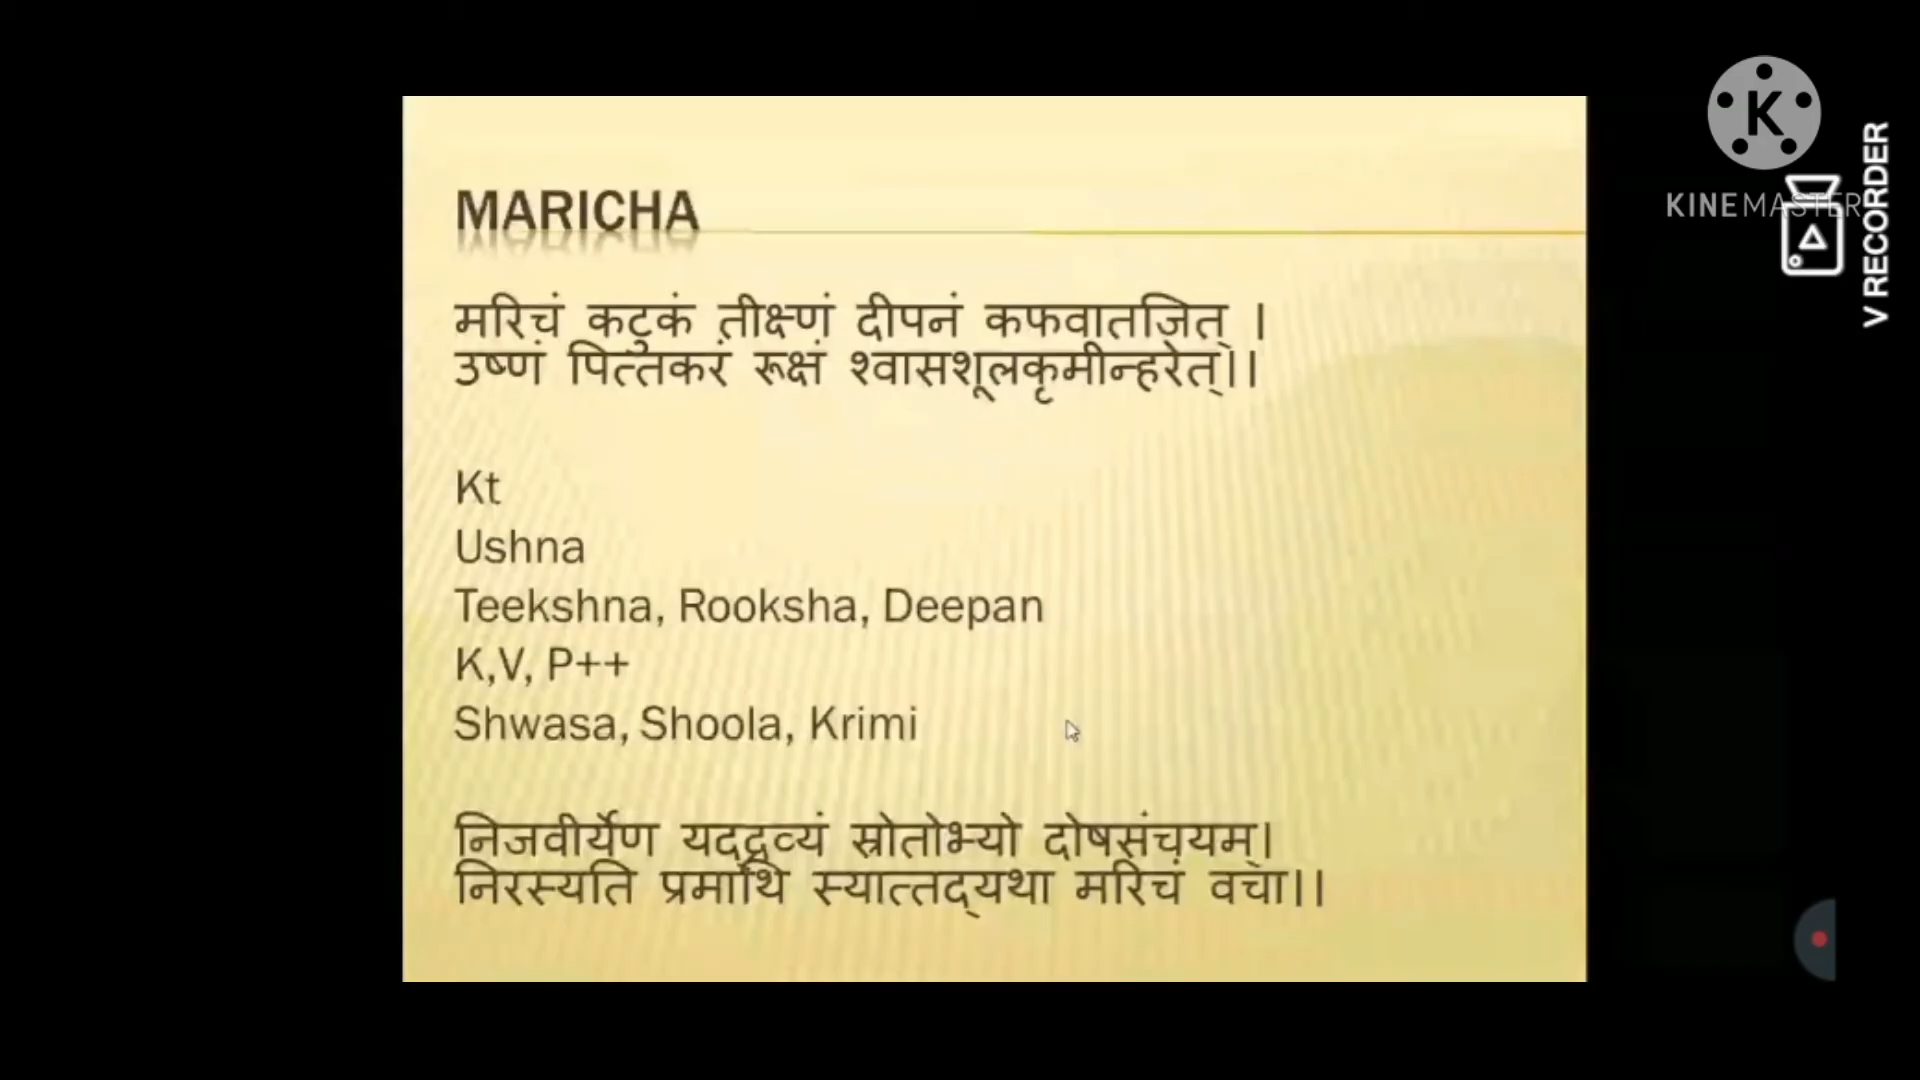 MARICHA
मरिचं कटुकं तीक्ष्णं दीपनं कफवातजित् ।
उष्णं पित्तकरं रूक्षं श्वासशूलकृमीन्हरेत्।।
Kt
Ushna
Teekshna, Rooksha, Deepan
K,V, P++
Shwasa, Shoola, Krimi
निजवीर्येण यदद्रव्यं स्रोतोभ्यो दोषसंचयम्।
निरस्यति प्रमाथि स्यात्तद्यथा मरिचं वचा।।
K
KINEMASTER
V RECORDER